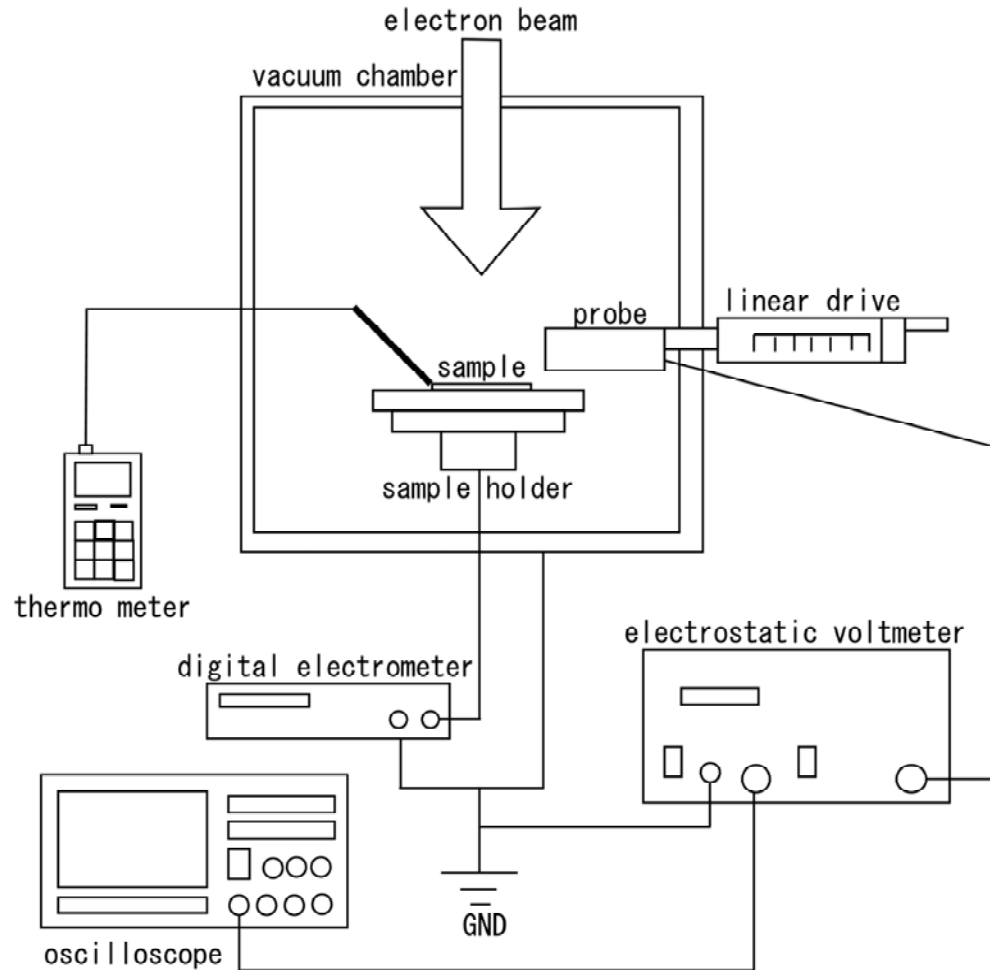 electron beam
vacuum chamber
linear drive
probe
sample
sample holder
thermo meter
electrostatic voltmeter
digital electrometer
GND
oscilloscope